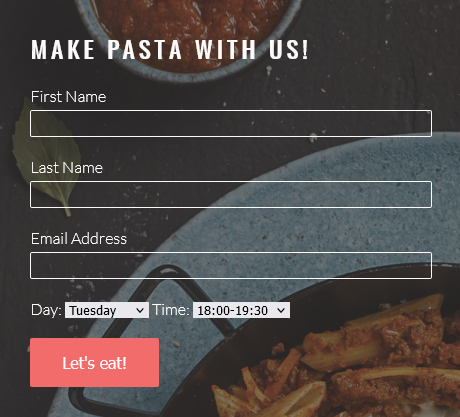 MAKE PASTA WITH US!
First Name
Last Name
Email Address
Day: Tuesday Time: 18:00-19:30
Let's eat!